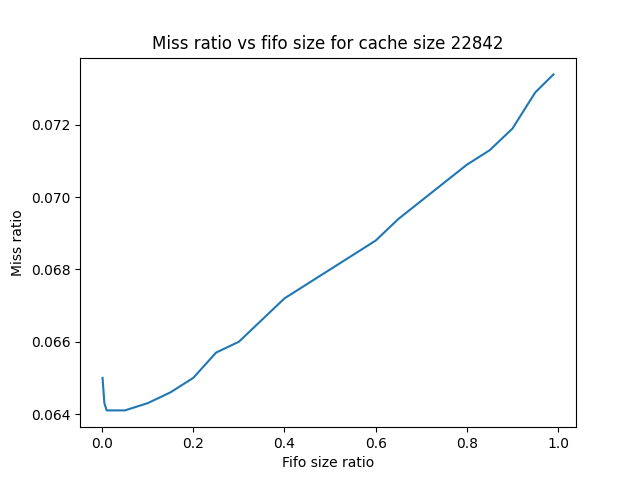 Miss ratio vs fifo size for cache size 22842
0.072
0.070
0.068
0.066
0.064
Miss ratio
0.0 0.2 0.4 0.6 0.8 1.0
Fifo size ratio